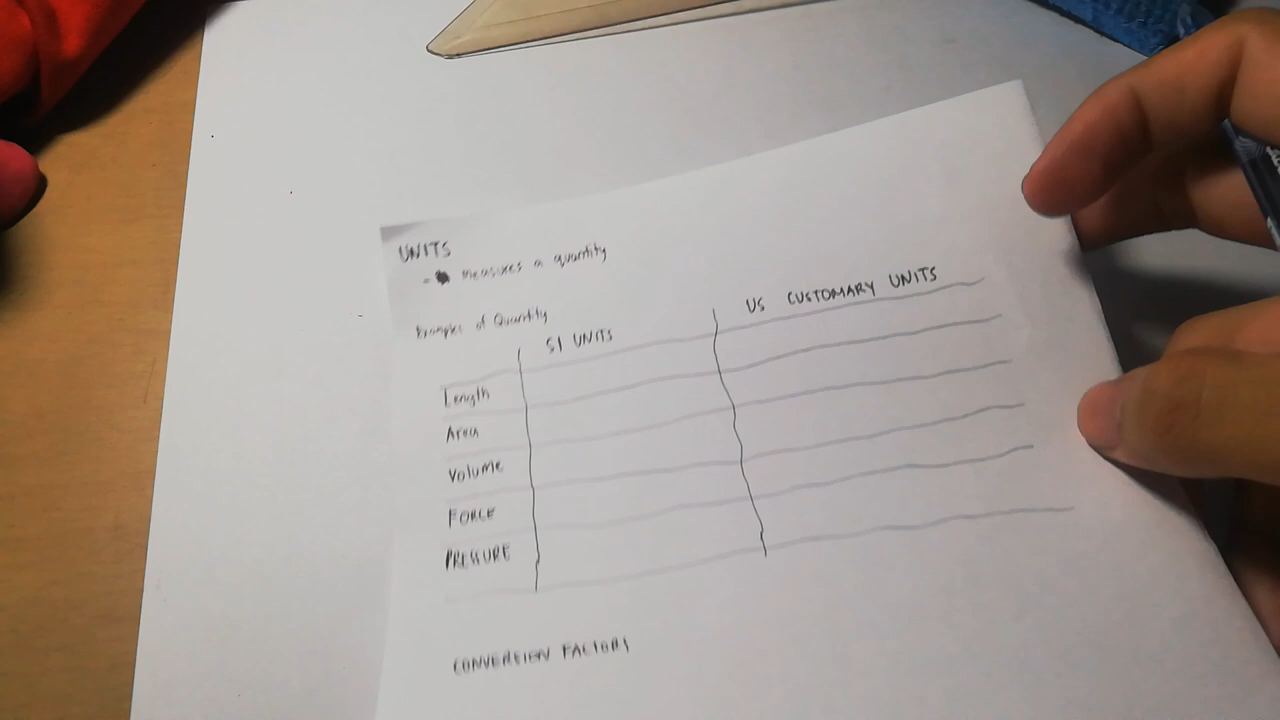 UNITS
- measures a quantity
Examples of Quantity
SI UNITS
US CUSTOMARY UNITS
Length
Area
Volume
FORCE
PRESSURE
CONVERSION FACTORS